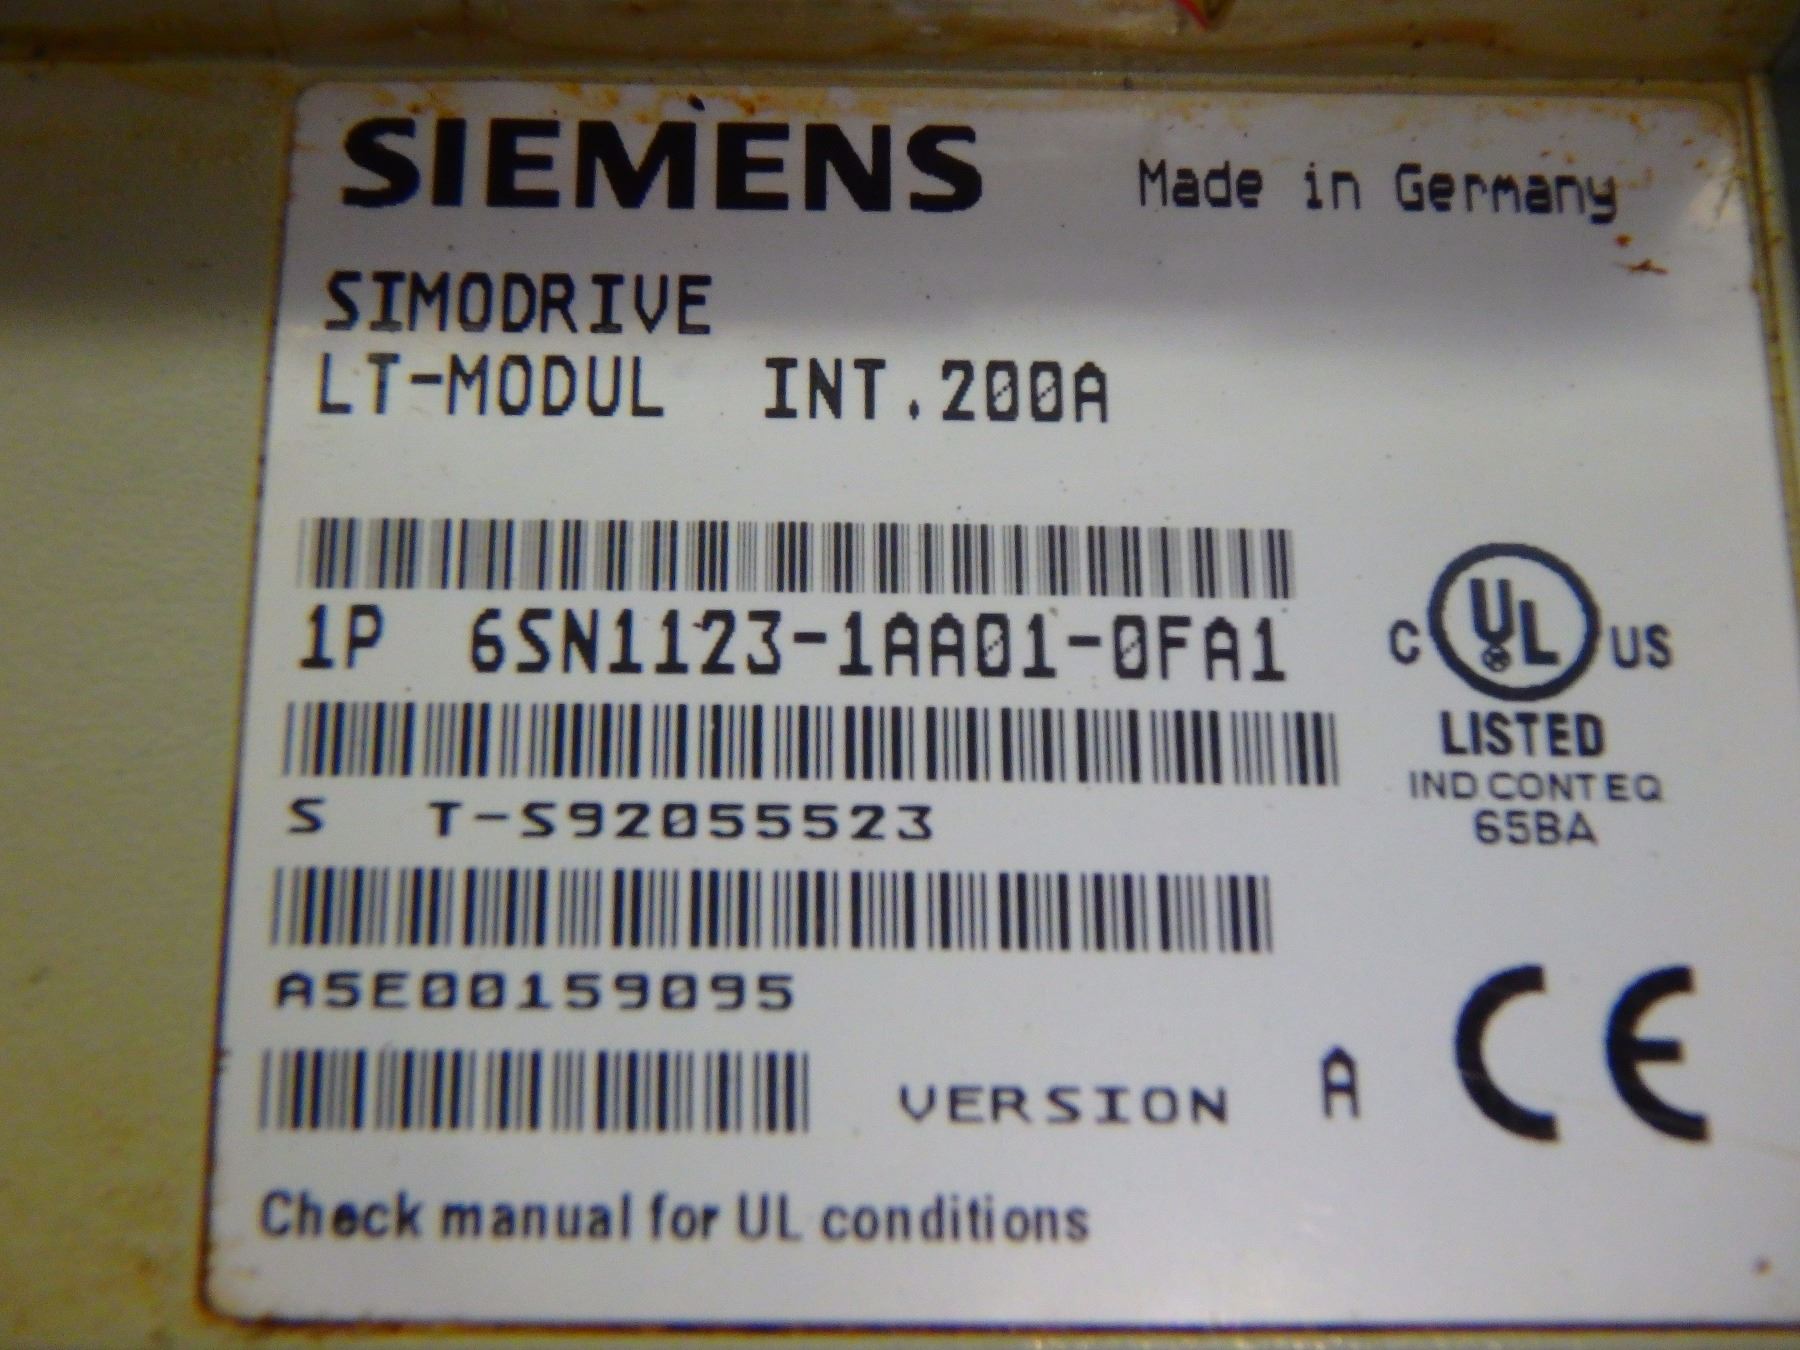 SIEMENS Made in Germany
SIMODRIVE
LT-MODUL INT.200A
1P 6SN1123-1AA01-0FA1
C UL US
LISTED
IND CONT EQ
65BA
S T-S92055523
A5E00159095
VERSION A CE
Check manual for UL conditions